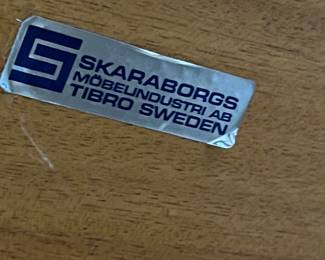 SKARABORGS
MÖBELINDUSTRI AB
TIBRO SWEDEN